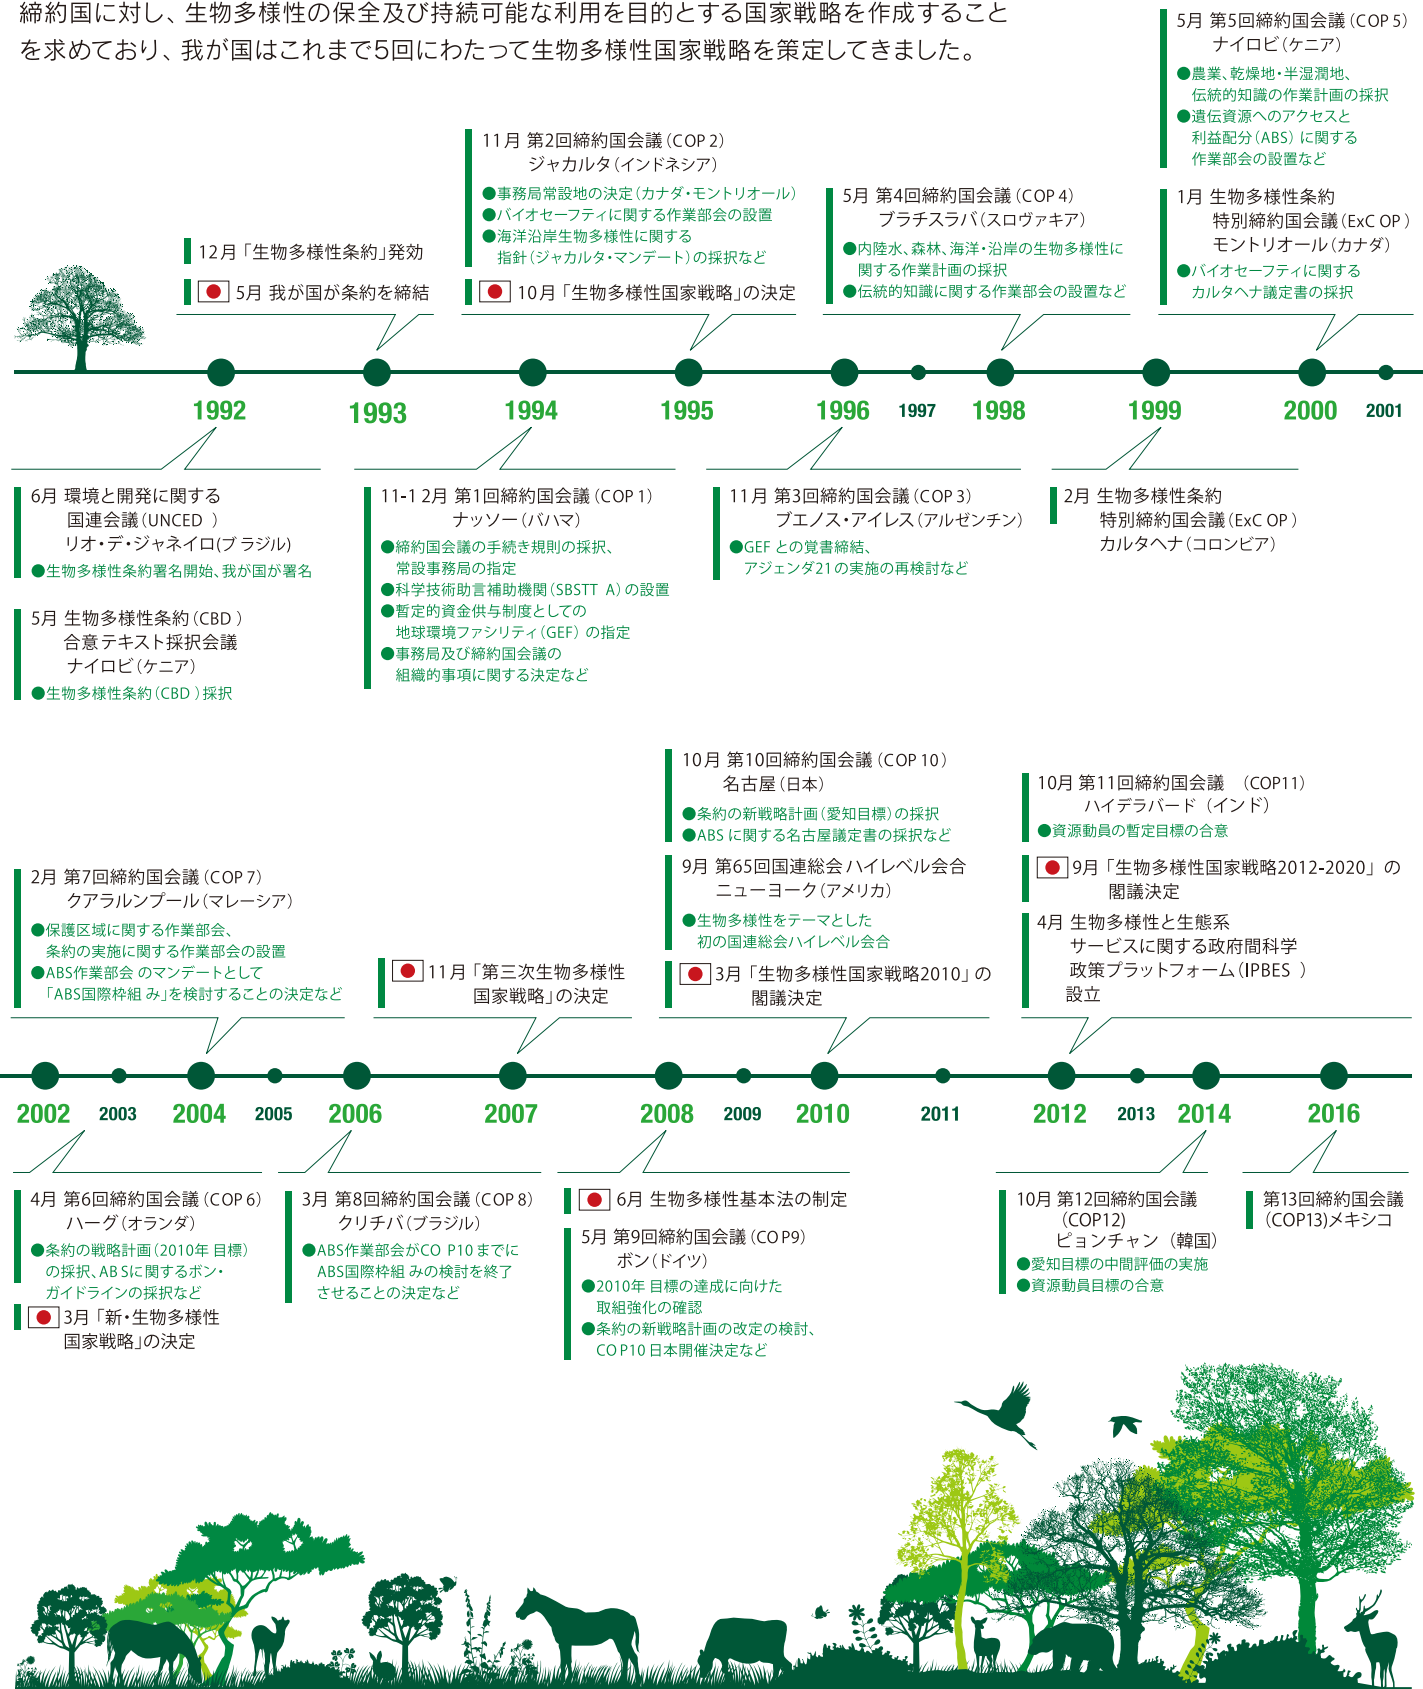 締約国に対し、生物多様性の保全及び持続可能な利用を目的とする国家戦略を作成すること
を求めており、我が国はこれまで5回にわたって生物多様性国家戦略を策定してきました。
12月「生物多様性条約」発効
5月 我が国が条約を締結
11月 第2回締約国会議(COP 2)
ジャカルタ(インドネシア)
●事務局常設地の決定(カナダ・モントリオール)
●バイオセーフティに関する作業部会の設置
●海洋沿岸生物多様性に関する
指針(ジャカルタ・マンデート)の採択など
10月「生物多様性国家戦略」の決定
5月 第4回締約国会議(COP 4)
ブラチスラバ(スロヴァキア)
●内陸水、森林、海洋・沿岸の生物多様性に
関する作業計画の採択
●伝統的知識に関する作業部会の設置など
5月 第5回締約国会議(COP 5)
ナイロビ(ケニア)
●農業、乾燥地・半湿潤地、
伝統的知識の作業計画の採択
●遺伝資源へのアクセスと
利益配分(ABS)に関する
作業部会の設置など
1月 生物多様性条約
特別締約国会議(ExC OP)
モントリオール(カナダ)
●バイオセーフティに関する
カルタヘナ議定書の採択
1992
1993
1994
1995
1996
1997
1998
1999
2000
2001
6月 環境と開発に関する
国連会議(UNCED )
リオ・デ・ジャネイロ(ブラジル)
●生物多様性条約署名開始、我が国が署名
5月 生物多様性条約(CBD )
合意テキスト採択会議
ナイロビ(ケニア)
●生物多様性条約(CBD )採択
11-12月 第1回締約国会議(COP 1)
ナッソー(バハマ)
●締約国会議の手続き規則の採択、
常設事務局の指定
●科学技術助言補助機関(SBSTT A)の設置
●暫定的資金供与制度としての
地球環境ファシリティ(GEF)の指定
●事務局及び締約国会議の
組織的事項に関する決定など
11月 第3回締約国会議(COP 3)
ブエノス・アイレス(アルゼンチン)
●GEF との覚書締結、
アジェンダ21の実施の再検討など
2月 生物多様性条約
特別締約国会議(ExC OP)
カルタヘナ(コロンビア)
2月 第7回締約国会議(COP 7)
クアラルンプール(マレーシア)
●保護区域に関する作業部会、
条約の実施に関する作業部会の設置
●ABS作業部会 のマンデートとして
「ABS国際枠組 み」を検討することの決定など
11月「第三次生物多様性
国家戦略」の決定
10月 第10回締約国会議(COP 10)
名古屋(日本)
●条約の新戦略計画(愛知目標)の採択
●ABS に関する名古屋議定書の採択など
9月 第65回国連総会 ハイレベル会合
ニューヨーク(アメリカ)
●生物多様性をテーマとした
初の国連総会ハイレベル会合
3月「生物多様性国家戦略2010」の
閣議決定
10月 第11回締約国会議 (COP11)
ハイデラバード(インド)
●資源動員の暫定目標の合意
9月「生物多様性国家戦略2012-2020」の
閣議決定
4月 生物多様性と生態系
サービスに関する政府間科学
政策プラットフォーム(IPBES )
設立
2002
2003
2004
2005
2006
2007
2008
2009
2010
2011
2012
2013
2014
2016
4月 第6回締約国会議(COP 6)
ハーグ(オランダ)
●条約の戦略計画(2010年 目標)
の採択、ABSに関するボン・
ガイドラインの採択など
3月「新・生物多様性
国家戦略」の決定
3月 第8回締約国会議(COP 8)
クリチバ(ブラジル)
●ABS作業部会がCO P10までに
ABS国際枠組 みの検討を終了
させることの決定など
6月 生物多様性基本法の制定
5月 第9回締約国会議(COP9)
ボン(ドイツ)
●2010年 目標の達成に向けた
取組強化の確認
●条約の新戦略計画の改定の検討、
COP10 日本開催決定など
10月 第12回締約国会議
(COP12)
ピョンチャン(韓国)
●愛知目標の中間評価の実施
●資源動員目標の合意
第13回締約国会議
(COP13)メキシコ